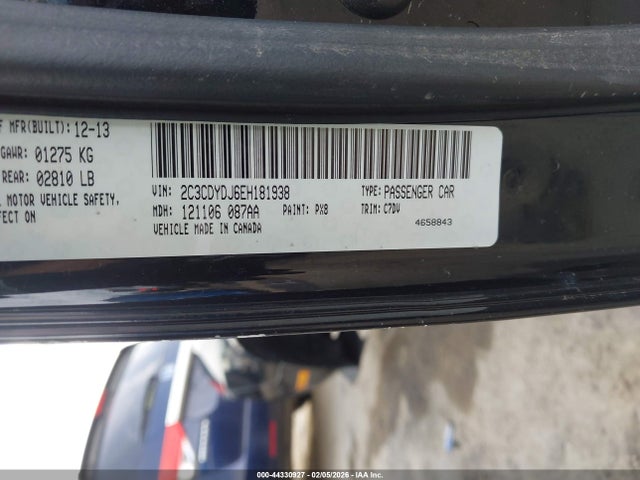 MFR(BUILT): 12-13
GAWR: 01275 KG
REAR: 02810 LB
MOTOR VEHICLE SAFETY,
FECT ON
VIN: 2C3CDYDJ6EH181938
TYPE: PASSENGER CAR
MDH: 121106 087AA
PAINT: PX8
TRIM: C7DV
VEHICLE MADE IN CANADA
4658843
000-44330927 - 02/05/2026 - IAA Inc.